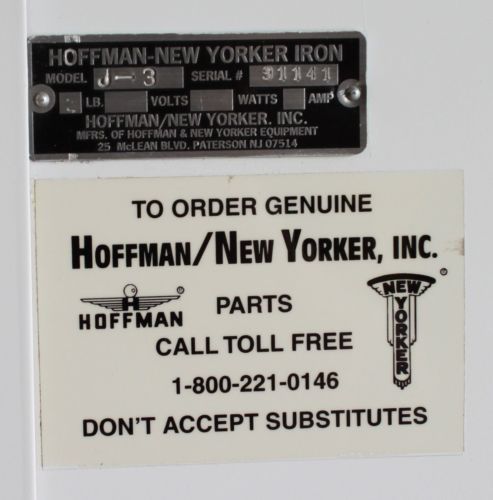 HOFFMAN-NEW YORKER IRON
MODEL J-3 SERIAL # 31141
LB. VOLTS WATTS AMP
HOFFMAN/NEW YORKER, INC.
MFRS. OF HOFFMAN & NEW YORKER EQUIPMENT
25 McLEAN BLVD. PATERSON NJ 07514
TO ORDER GENUINE
HOFFMAN/NEW YORKER, INC.
H
HOFFMAN
PARTS
NEW YORKER
CALL TOLL FREE
1-800-221-0146
DON'T ACCEPT SUBSTITUTES